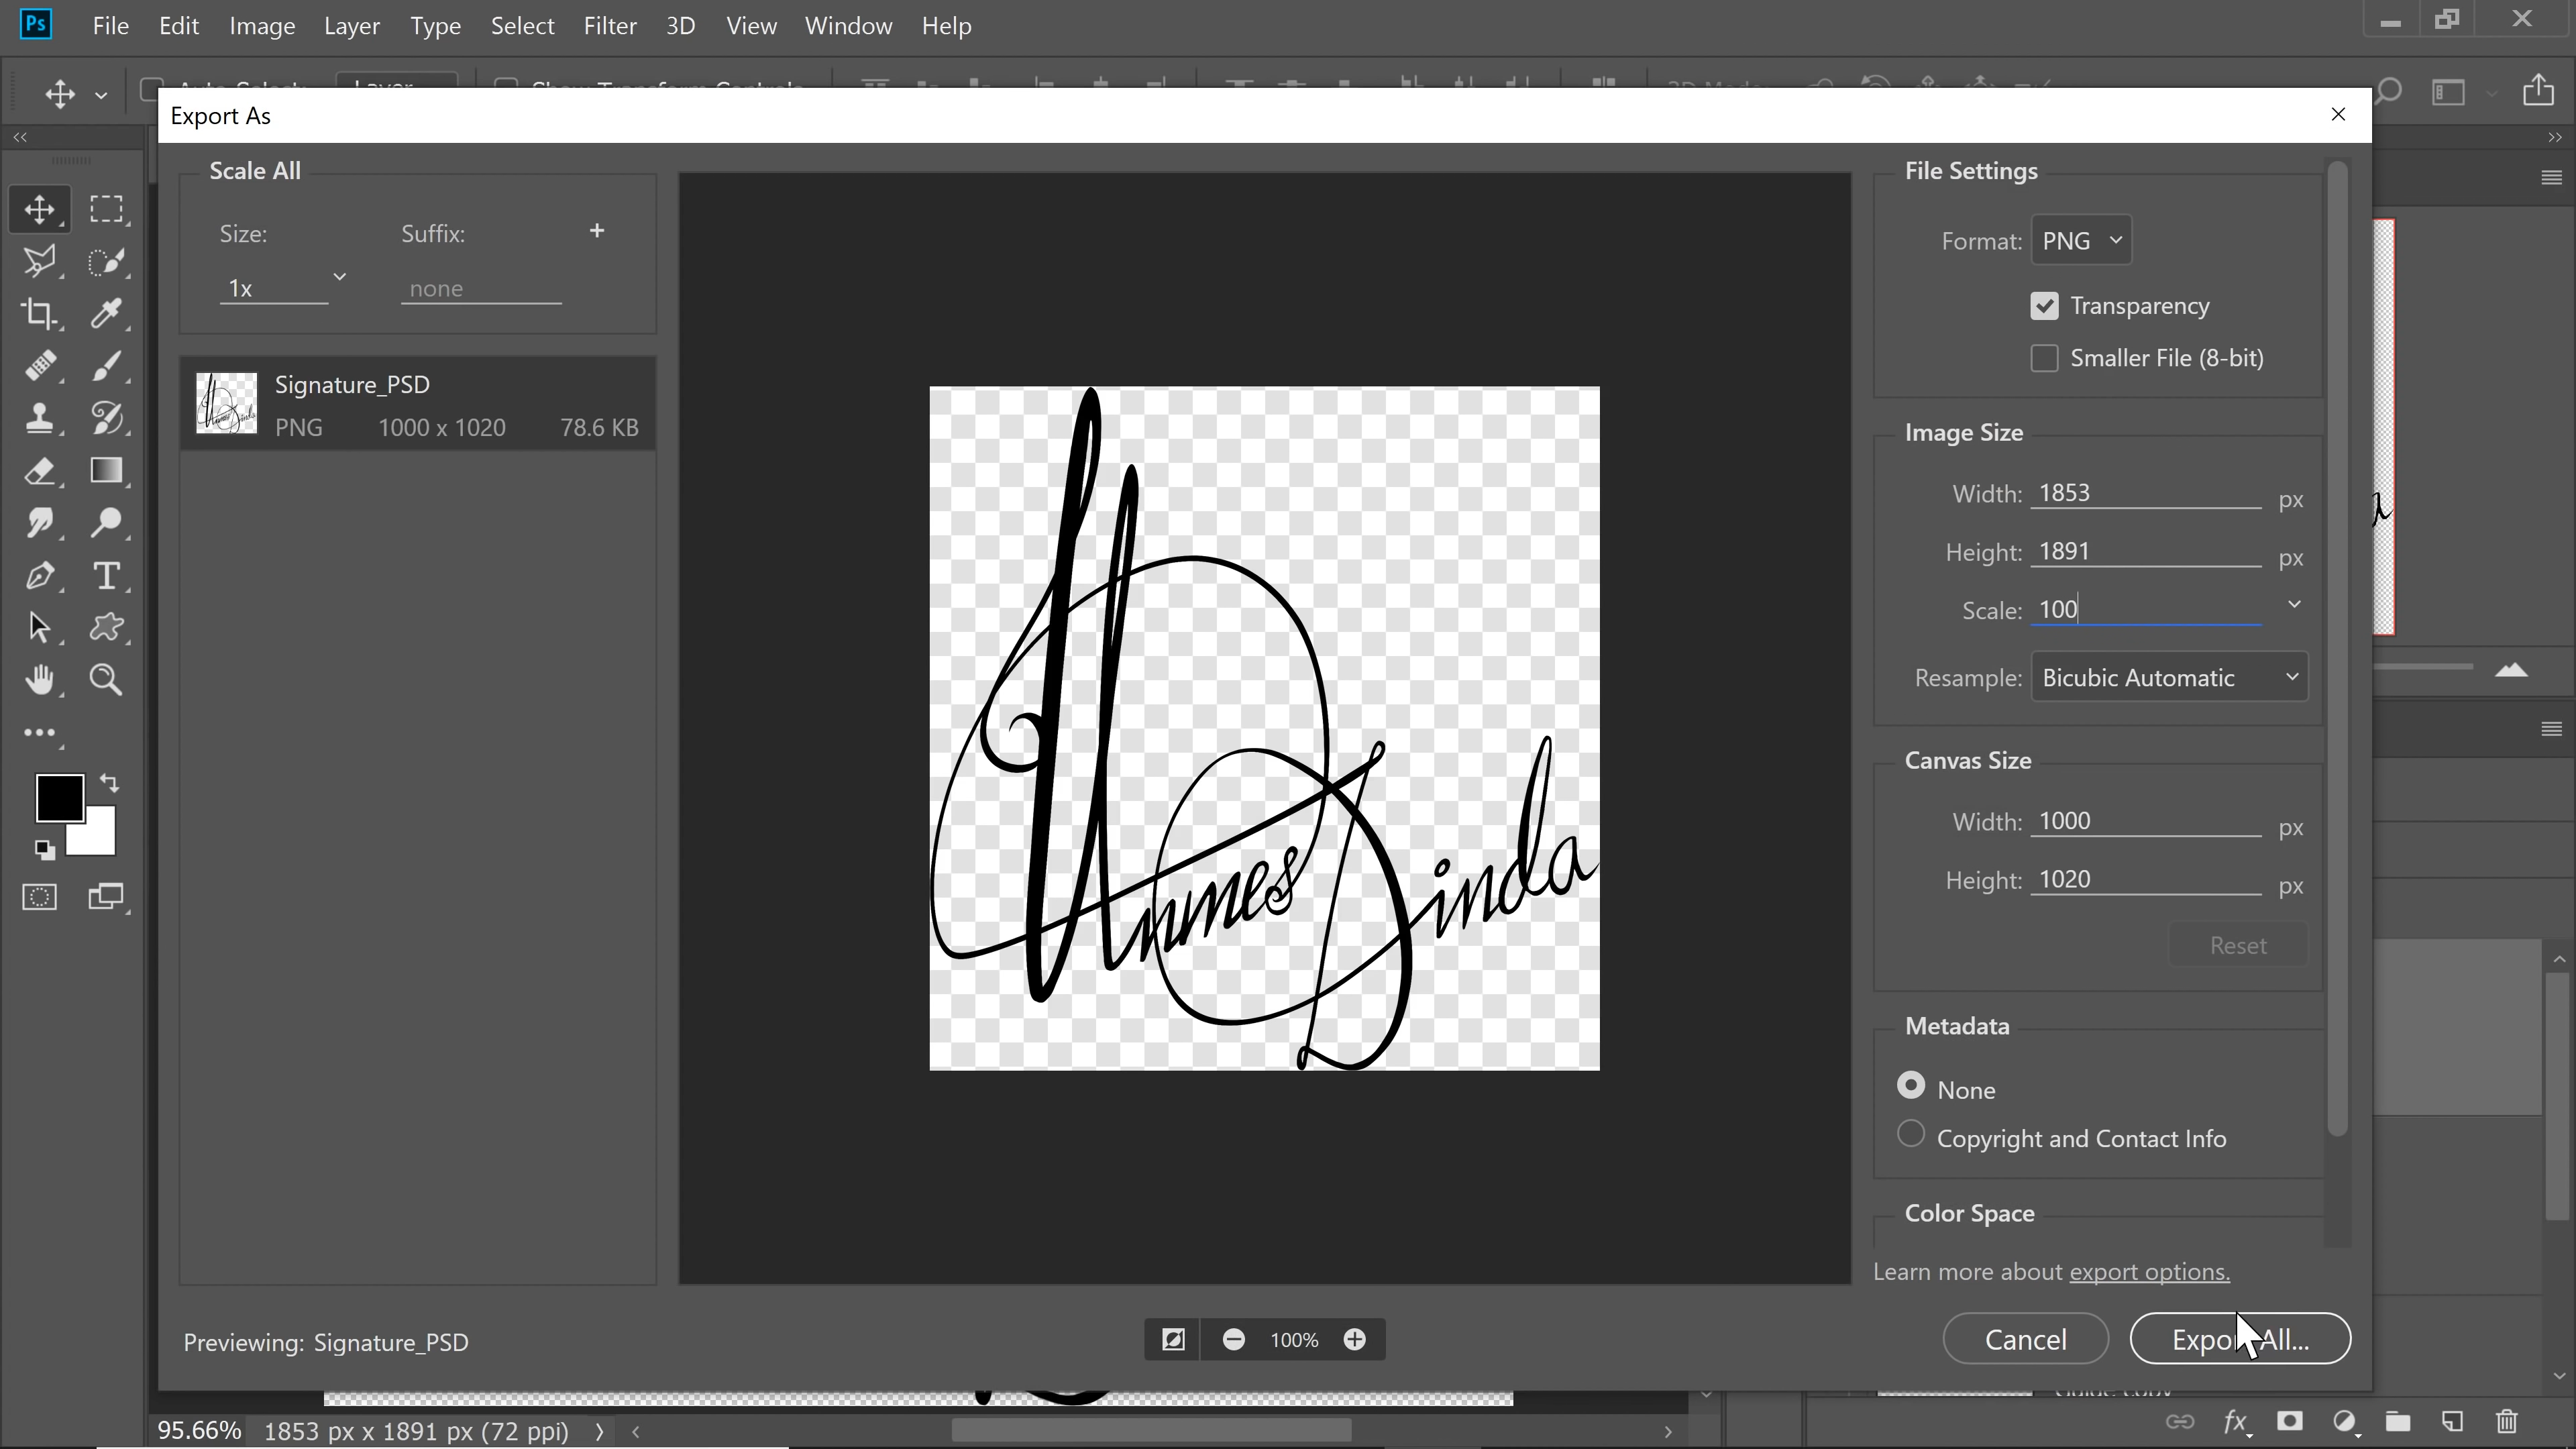 Ps File Edit Image Layer Type Select Filter 3D View Window Help
Export As
Scale All
Size: Suffix:
1x none
Signature_PSD
PNG 1000 x 1020 78.6 KB
File Settings
Format: PNG
Transparency
Smaller File (8-bit)
Image Size
Width: 1853 px
Height: 1891 px
Scale: 100
Resample: Bicubic Automatic
Canvas Size
Width: 1000 px
Height: 1020 px
Reset
Metadata
None
Copyright and Contact Info
Color Space
Learn more about export options.
Previewing: Signature_PSD
100%
Cancel
All...
95.66% 1853 px x 1891 px (72 ppi)
fx